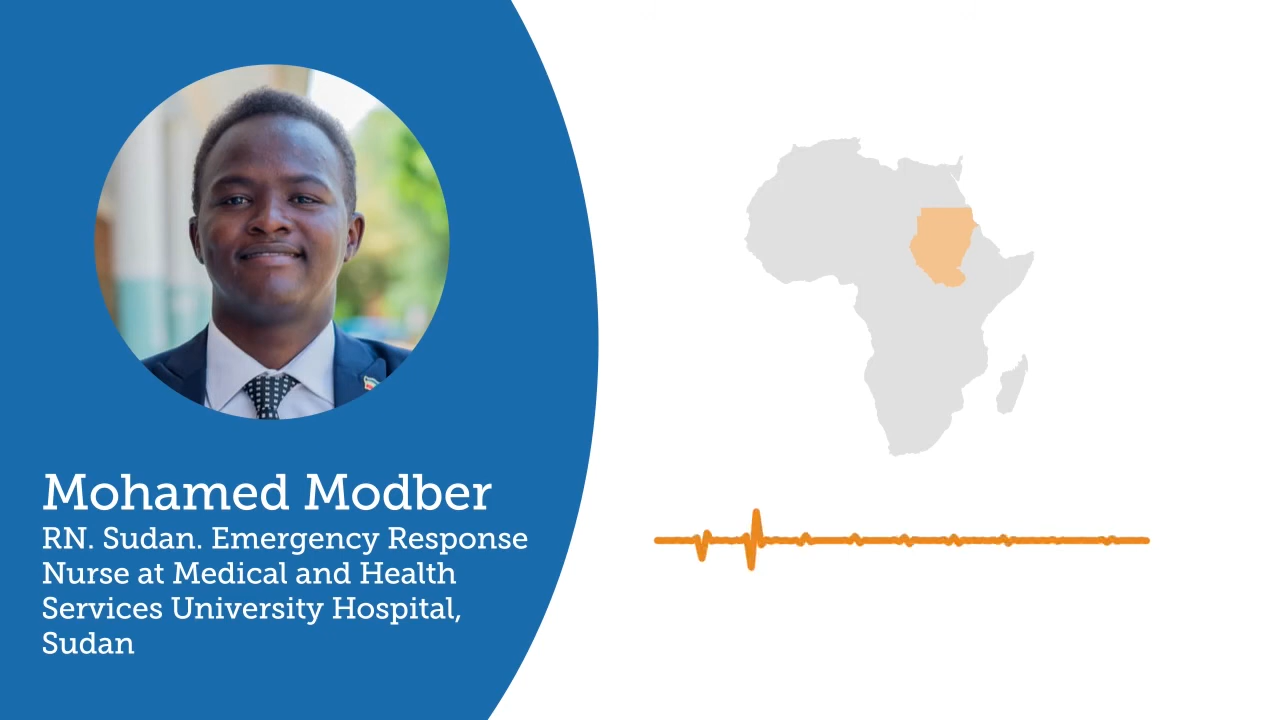 Mohamed Modber
RN. Sudan. Emergency Response
Nurse at Medical and Health
Services University Hospital,
Sudan